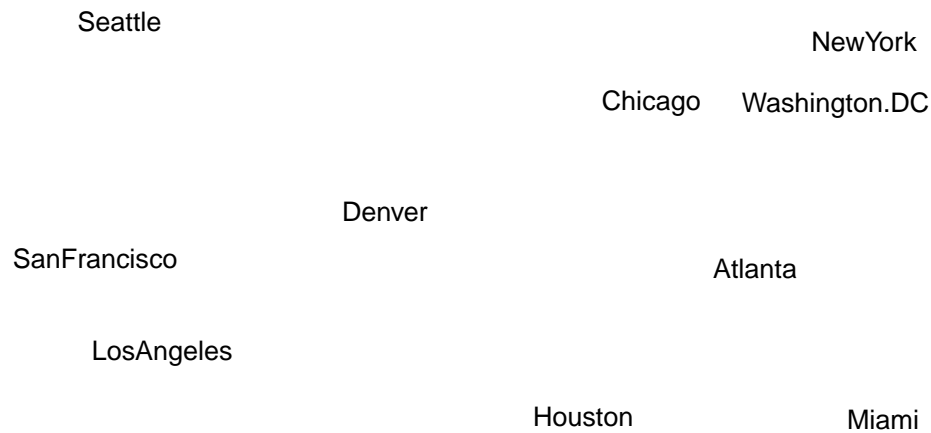 Seattle
NewYork
Chicago
Washington.DC
Denver
SanFrancisco
Atlanta
LosAngeles
Houston
Miami